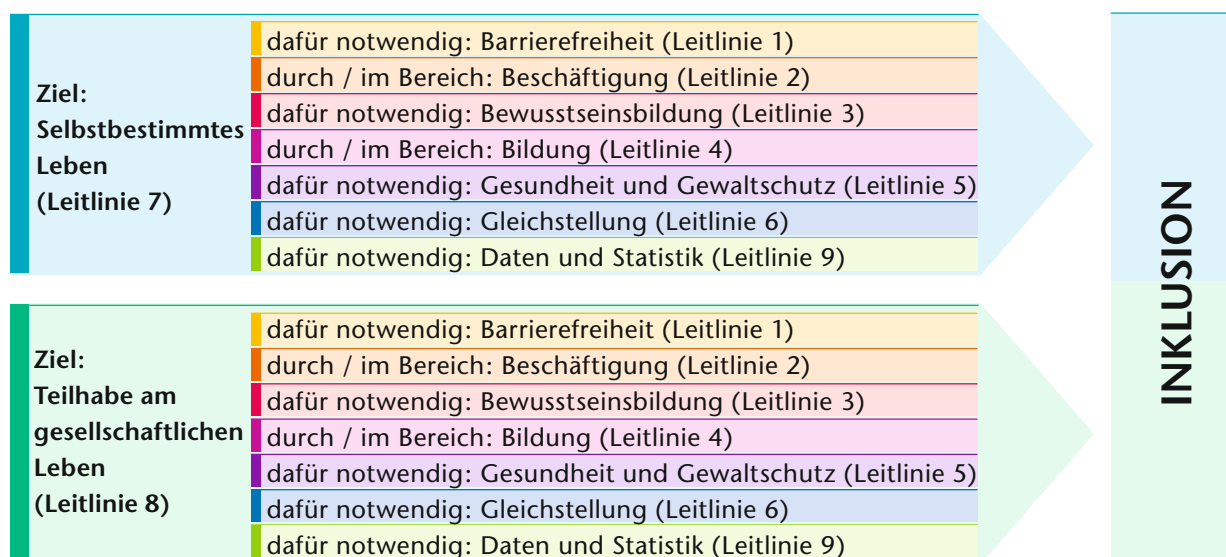 Ziel:
Selbstbestimmtes
Leben
(Leitlinie 7)
dafür notwendig: Barrierefreiheit (Leitlinie 1)
durch / im Bereich: Beschäftigung (Leitlinie 2)
dafür notwendig: Bewusstseinsbildung (Leitlinie 3)
durch / im Bereich: Bildung (Leitlinie 4)
dafür notwendig: Gesundheit und Gewaltschutz (Leitlinie 5)
dafür notwendig: Gleichstellung (Leitlinie 6)
dafür notwendig: Daten und Statistik (Leitlinie 9)
Ziel:
Teilhabe am
gesellschaftlichen
Leben
(Leitlinie 8)
dafür notwendig: Barrierefreiheit (Leitlinie 1)
durch / im Bereich: Beschäftigung (Leitlinie 2)
dafür notwendig: Bewusstseinsbildung (Leitlinie 3)
durch / im Bereich: Bildung (Leitlinie 4)
dafür notwendig: Gesundheit und Gewaltschutz (Leitlinie 5)
dafür notwendig: Gleichstellung (Leitlinie 6)
dafür notwendig: Daten und Statistik (Leitlinie 9)
INKLUSION